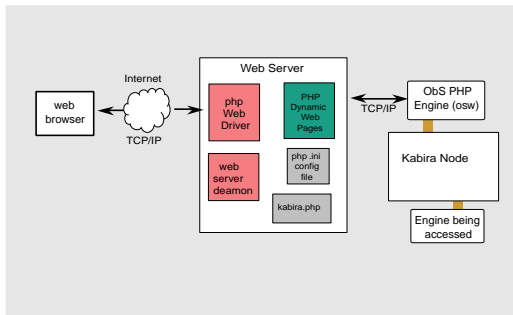 web
browser
Internet
TCP/IP
Web Server
php
Web
Driver
PHP
Dynamic
Web
Pages
web
server
deamon
php .ini
config
file
kabira.php
TCP/IP
ObS PHP
Engine (osw)
Kabira Node
Engine being
accessed